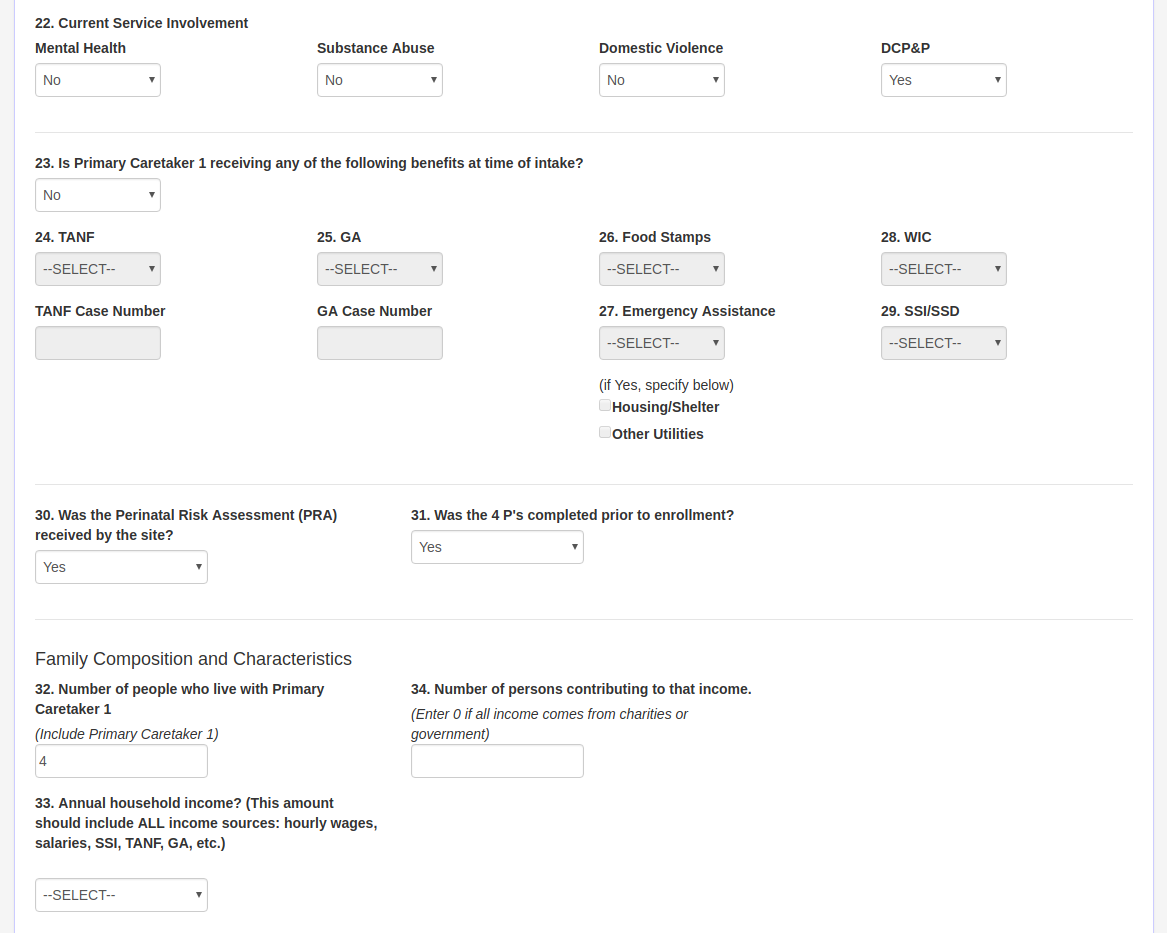 22. Current Service Involvement
Mental Health
Substance Abuse
Domestic Violence
DCP&P
No
No
No
Yes
23. Is Primary Caretaker 1 receiving any of the following benefits at time of intake?
No
24. TANF
25. GA
26. Food Stamps
28. WIC
--SELECT--
--SELECT--
--SELECT--
--SELECT--
TANF Case Number
GA Case Number
27. Emergency Assistance
29. SSI/SSD
--SELECT--
--SELECT--
(if Yes, specify below)
Housing/Shelter
Other Utilities
30. Was the Perinatal Risk Assessment (PRA)
received by the site?
Yes
31. Was the 4 P's completed prior to enrollment?
Yes
Family Composition and Characteristics
32. Number of people who live with Primary
Caretaker 1
(Include Primary Caretaker 1)
4
34. Number of persons contributing to that income.
(Enter 0 if all income comes from charities or
government)
33. Annual household income? (This amount
should include ALL income sources: hourly wages,
salaries, SSI, TANF, GA, etc.)
--SELECT--